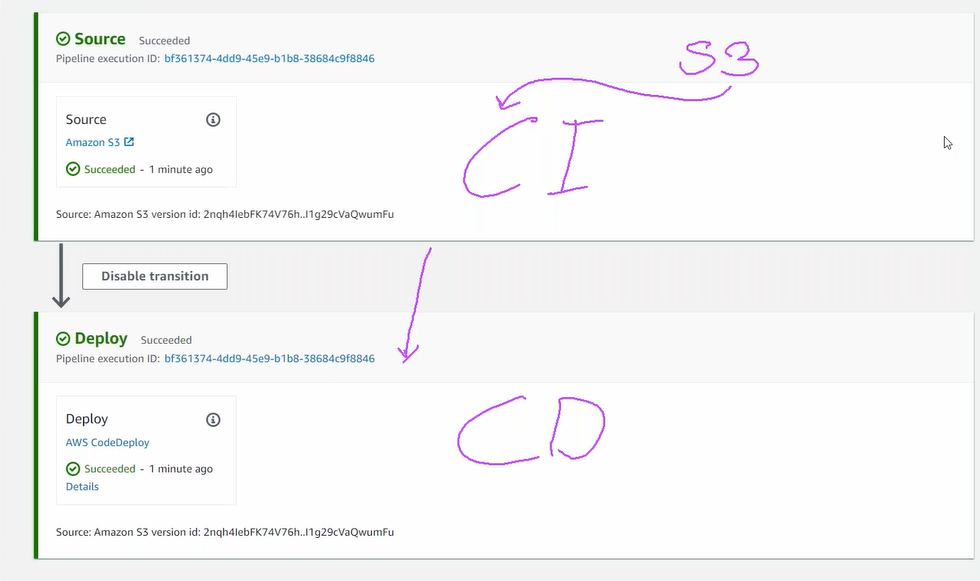 Source Succeeded
Pipeline execution ID: bf361374-4dd9-45e9-b1b8-38684c9f8846
S3
Source
Amazon S3
Succeeded - 1 minute ago
CI
Source: Amazon S3 version id: 2nqh4IebFK74V76h..I1g29cVaQwumFu
Disable transition
Deploy Succeeded
Pipeline execution ID: bf361374-4dd9-45e9-b1b8-38684c9f8846
Deploy
AWS CodeDeploy
Succeeded - 1 minute ago
Details
CD
Source: Amazon S3 version id: 2nqh4IebFK74V76h..I1g29cVaQwumFu